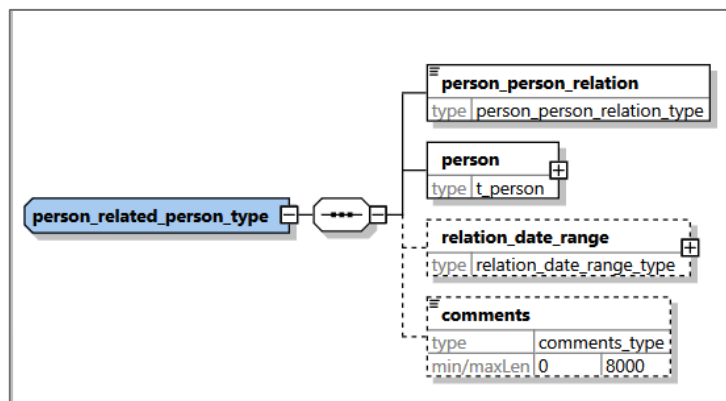 person_related_person_type
person_person_relation
type person_person_relation_type
person
type t_person
relation_date_range
type relation_date_range_type
comments
type comments_type
min/maxLen 0 8000